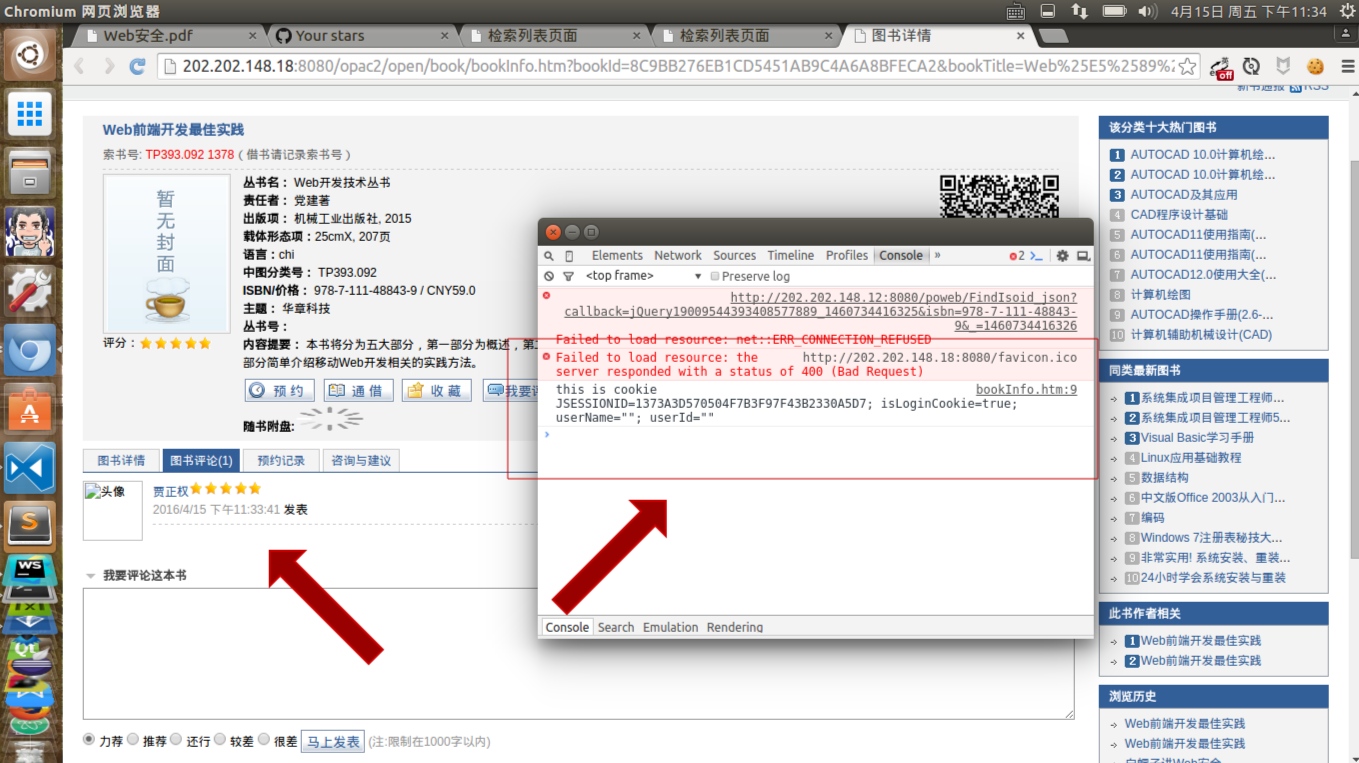 Chromium 网页浏览器
4月15日 周五 下午11:34
Web安全.pdf
Your stars
检索列表页面
检索列表页面
图书详情
202.202.148.18:8080/opac2/open/book/bookInfo.htm?bookId=8C9BB276EB1CD5451AB9C4A6A8BFECA2&bookTitle=Web%25E5%2589%2
off
新书通报 RSS
Web前端开发最佳实践
索书号: TP393.092 1378 ( 借书请记录索书号 )
暂无封面
丛书名： Web开发技术丛书
责任者： 党建著
出版项： 机械工业出版社, 2015
载体形态项：25cmX, 207页
语言：chi
中图分类号： TP393.092
ISBN/价格： 978-7-111-48843-9 / CNY59.0
主题： 华章科技
丛书号：
内容提要： 本书将分为五大部分，第一部分为概述，第二
部分简单介绍移动Web开发相关的实践方法。
评分：
预 约
通 借
收 藏
我要评
随书附盘:
图书详情
图书评论(1)
预约记录
咨询与建议
头像
贾正权
2016/4/15 下午11:33:41 发表
我要评论这本书
力荐 推荐 还行 较差 很差 马上发表 (注:限制在1000字以内)
Elements Network Sources Timeline Profiles Console » 2
<top frame> ▼ Preserve log
http://202.202.148.12:8080/poweb/FindIsoid_json?
callback=jQuery19009544393408577889_1460734416325&isbn=978-7-111-48843-
9&_=1460734416326
Failed to load resource: net::ERR_CONNECTION_REFUSED
Failed to load resource: the http://202.202.148.18:8080/favicon.ico
server responded with a status of 400 (Bad Request)
this is cookie bookInfo.htm:9
JSESSIONID=1373A3D570504F7B3F97F43B2330A5D7; isLoginCookie=true;
userName=""; userId=""
Console Search Emulation Rendering
该分类十大热门图书
1 AUTOCAD 10.0计算机绘...
2 AUTOCAD 10.0计算机绘...
3 AUTOCAD及其应用
4 CAD程序设计基础
5 AUTOCAD11使用指南(...
6 AUTOCAD11使用指南(...
7 AUTOCAD12.0使用大全(...
8 计算机绘图
9 AUTOCAD操作手册(2.6-...
10 计算机辅助机械设计(CAD)
同类最新图书
1 系统集成项目管理工程师...
2 系统集成项目管理工程师5...
3 Visual Basic学习手册
4 Linux应用基础教程
5 数据结构
6 中文版Office 2003从入门...
7 编码
8 Windows 7注册表秘技大...
9 非常实用! 系统安装、重装...
10 24小时学会系统安装与重装
此书作者相关
1 Web前端开发最佳实践
2 Web前端开发最佳实践
浏览历史
Web前端开发最佳实践
Web前端开发最佳实践
白帽子讲Web安全